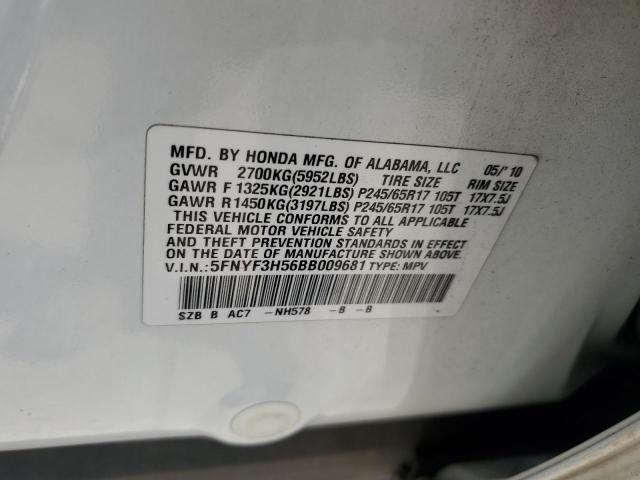 MFD. BY HONDA MFG. OF ALABAMA, LLC 05/'10
GVWR 2700KG(5952LBS) TIRE SIZE RIM SIZE
GAWR F 1325KG(2921LBS) P245/65R17 105T 17X7.5J
GAWR R 1450KG(3197LBS) P245/65R17 105T 17X7.5J
THIS VEHICLE CONFORMS TO ALL APPLICABLE
FEDERAL MOTOR VEHICLE SAFETY
AND THEFT PREVENTION STANDARDS IN EFFECT
ON THE DATE OF MANUFACTURE SHOWN ABOVE.
V.I.N.:5FNYF3H56BB009681 TYPE: MPV
SZB B AC7 -NH578 -B -B